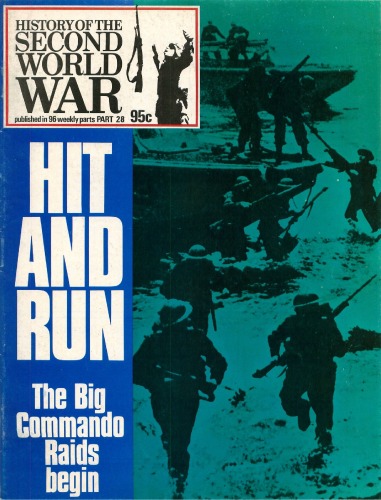 HISTORY OF THE
SECOND
WORLD
WAR
published in 96 weekly parts PART 28
95c
HIT
AND
RUN
The Big
Commando
Raids
begin